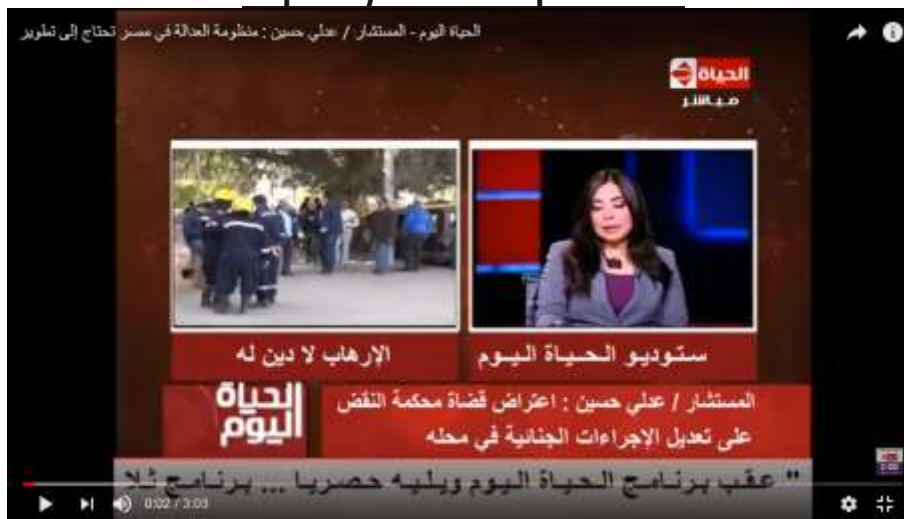 الحياة اليوم - المستشار / عدلي حسين : منظومة العدالة في مصر تحتاج إلى تطوير
الحياة
مباشر
ستوديو الحياة اليوم
الإرهاب لا دين له
الحياة
اليوم
المستشار / عدلي حسين : اعتراض قضاة محكمة النقض
على تعديل الإجراءات الجنائية في محله
" عقب برنامج الحياة اليوم ويليه حصريا ... برنامج ثلا
0:02 / 3:03